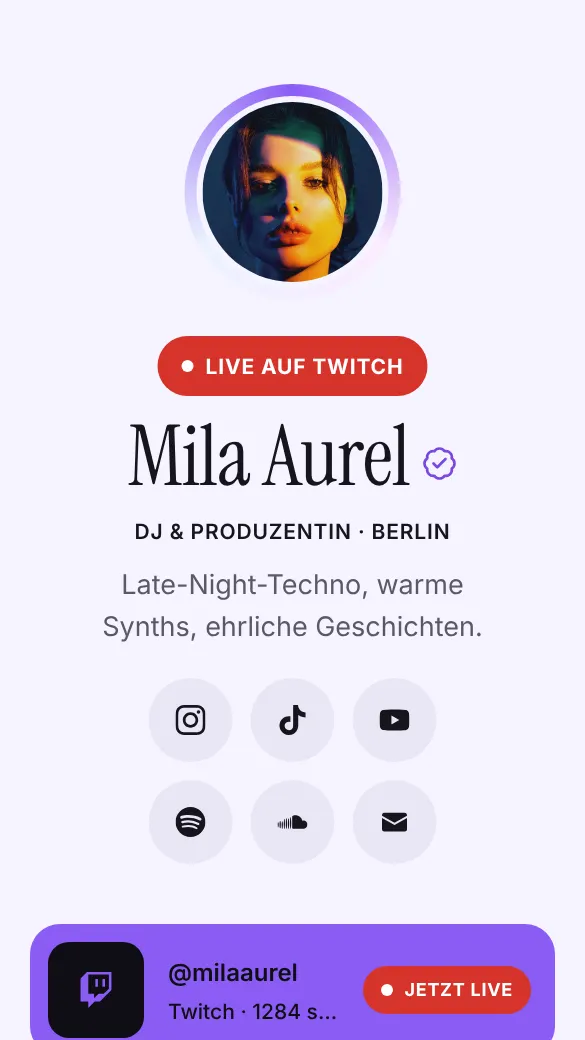 LIVE AUF TWITCH
Mila Aurel
DJ & PRODUZENTIN · BERLIN
Late-Night-Techno, warme
Synths, ehrliche Geschichten.
@milaaurel
Twitch · 1284 s...
JETZT LIVE